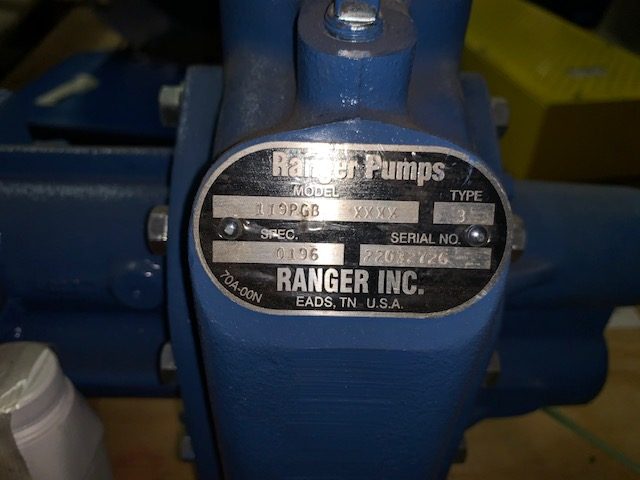 Ranger Pumps
MODEL TYPE
119PGB XXXX 3
SPEC. SERIAL NO.
0196
RANGER INC.
EADS, TN U.S.A.
70A-00N